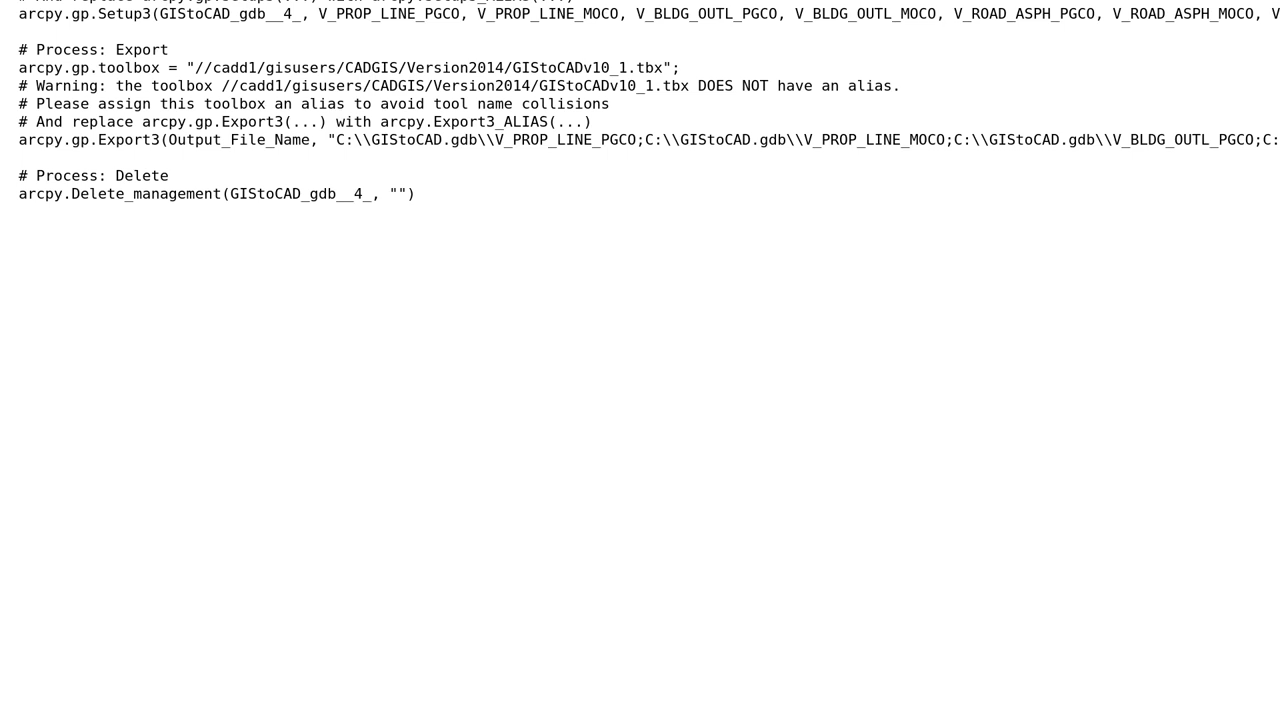 arcpy.gp.Setup3(GIStoCAD_gdb__4_, V_PROP_LINE_PGCO, V_PROP_LINE_MOCO, V_BLDG_OUTL_PGCO, V_BLDG_OUTL_MOCO, V_ROAD_ASPH_PGCO, V_ROAD_ASPH_MOCO, V
# Process: Export
arcpy.gp.toolbox = "//cadd1/gisusers/CADGIS/Version2014/GIStoCADv10_1.tbx";
# Warning: the toolbox //cadd1/gisusers/CADGIS/Version2014/GIStoCADv10_1.tbx DOES NOT have an alias.
# Please assign this toolbox an alias to avoid tool name collisions
# And replace arcpy.gp.Export3(...) with arcpy.Export3_ALIAS(...)
arcpy.gp.Export3(Output_File_Name, "C:\\GIStoCAD.gdb\\V_PROP_LINE_PGCO;C:\\GIStoCAD.gdb\\V_PROP_LINE_MOCO;C:\\GIStoCAD.gdb\\V_BLDG_OUTL_PGCO;C:
# Process: Delete
arcpy.Delete_management(GIStoCAD_gdb__4_, "")